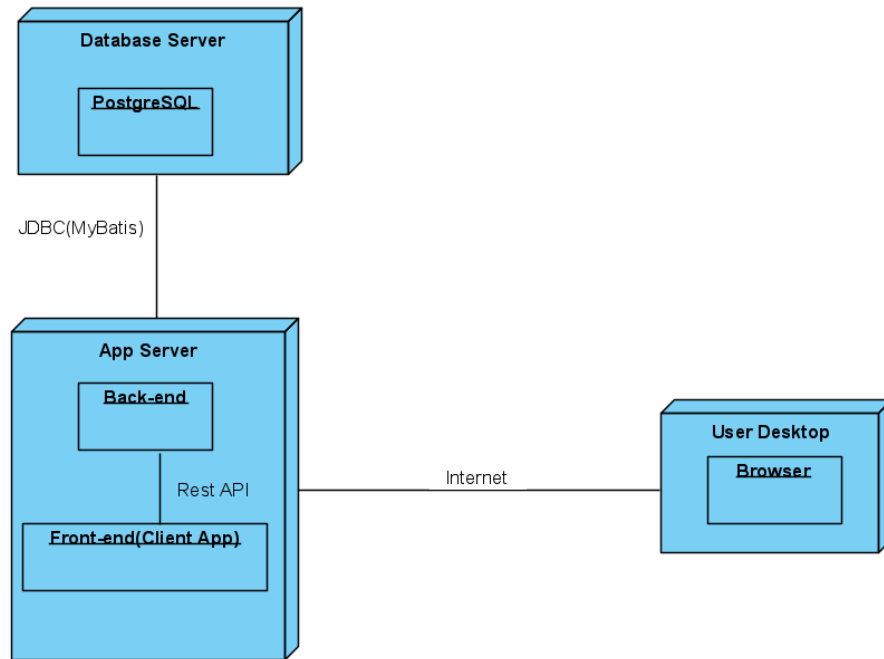 Database Server
PostgreSQL
JDBC(MyBatis)
App Server
Back-end
Rest API
Front-end(Client App)
Internet
User Desktop
Browser